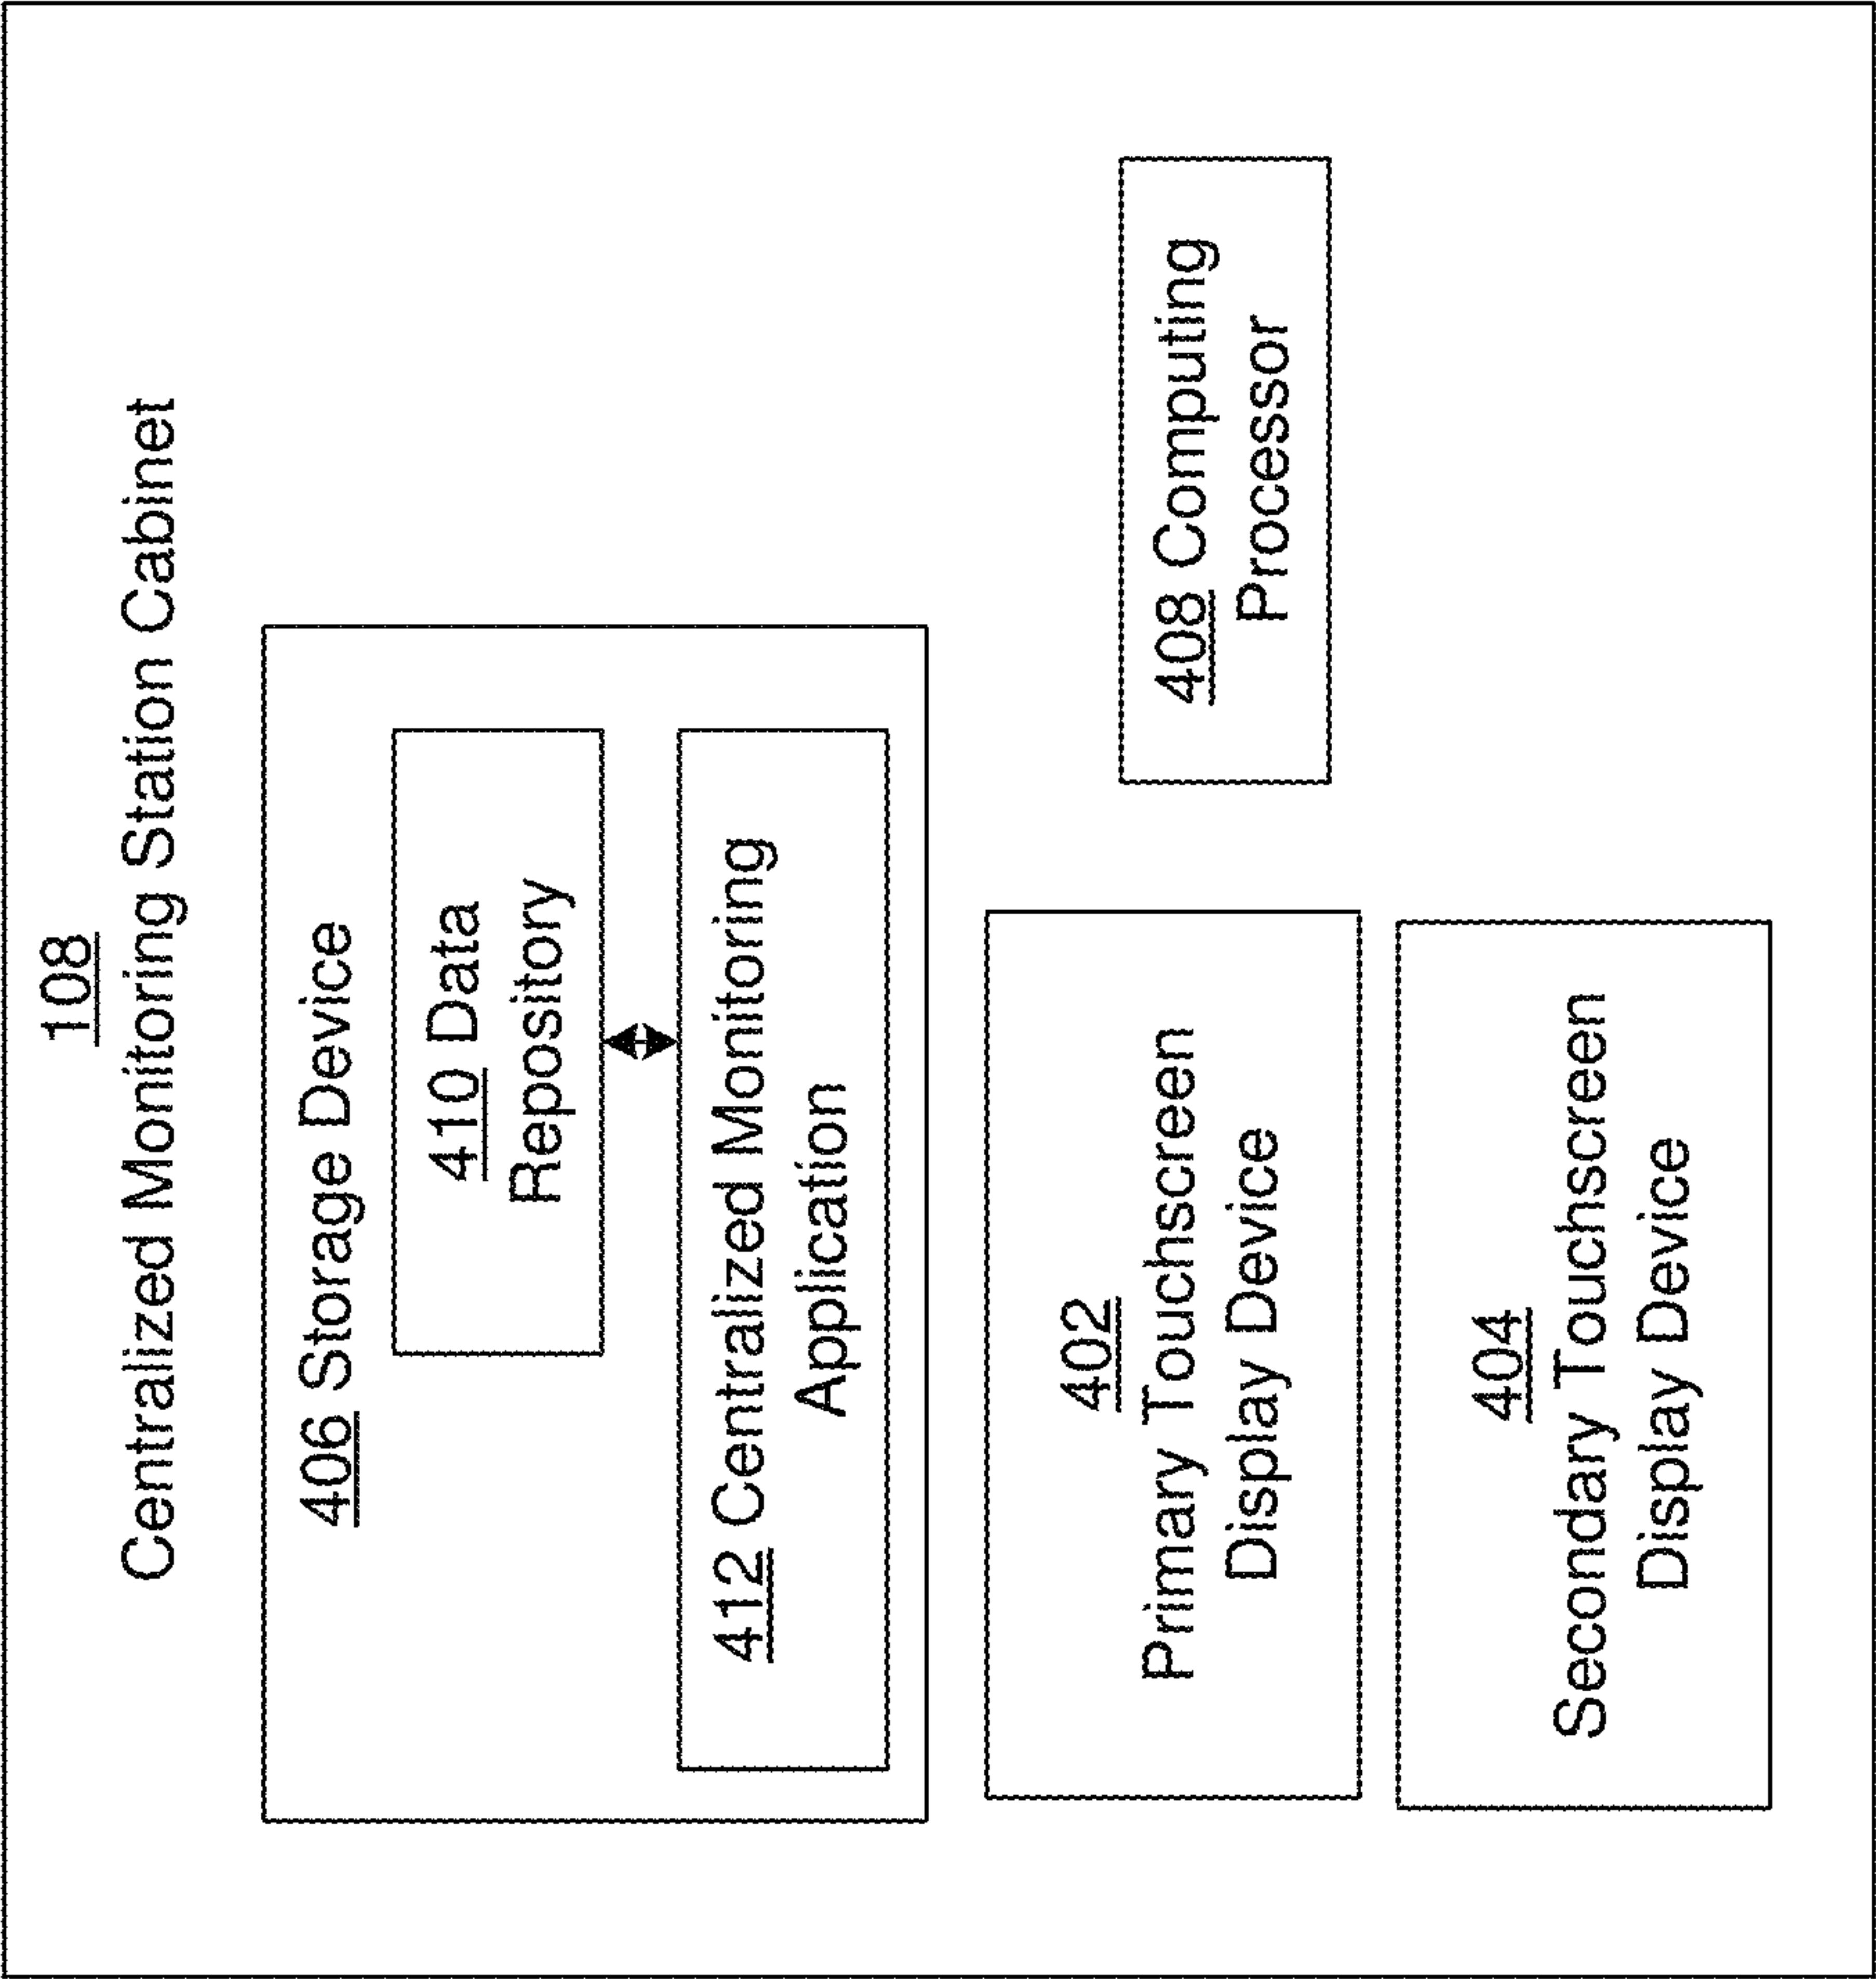 108
Centralized Monitoring Station Cabinet
406 Storage Device
410 Data
Repository
412 Centralized Monitoring
Application
402
Primary Touchscreen
Display Device
408 Computing
Processor
404
Secondary Touchscreen
Display Device